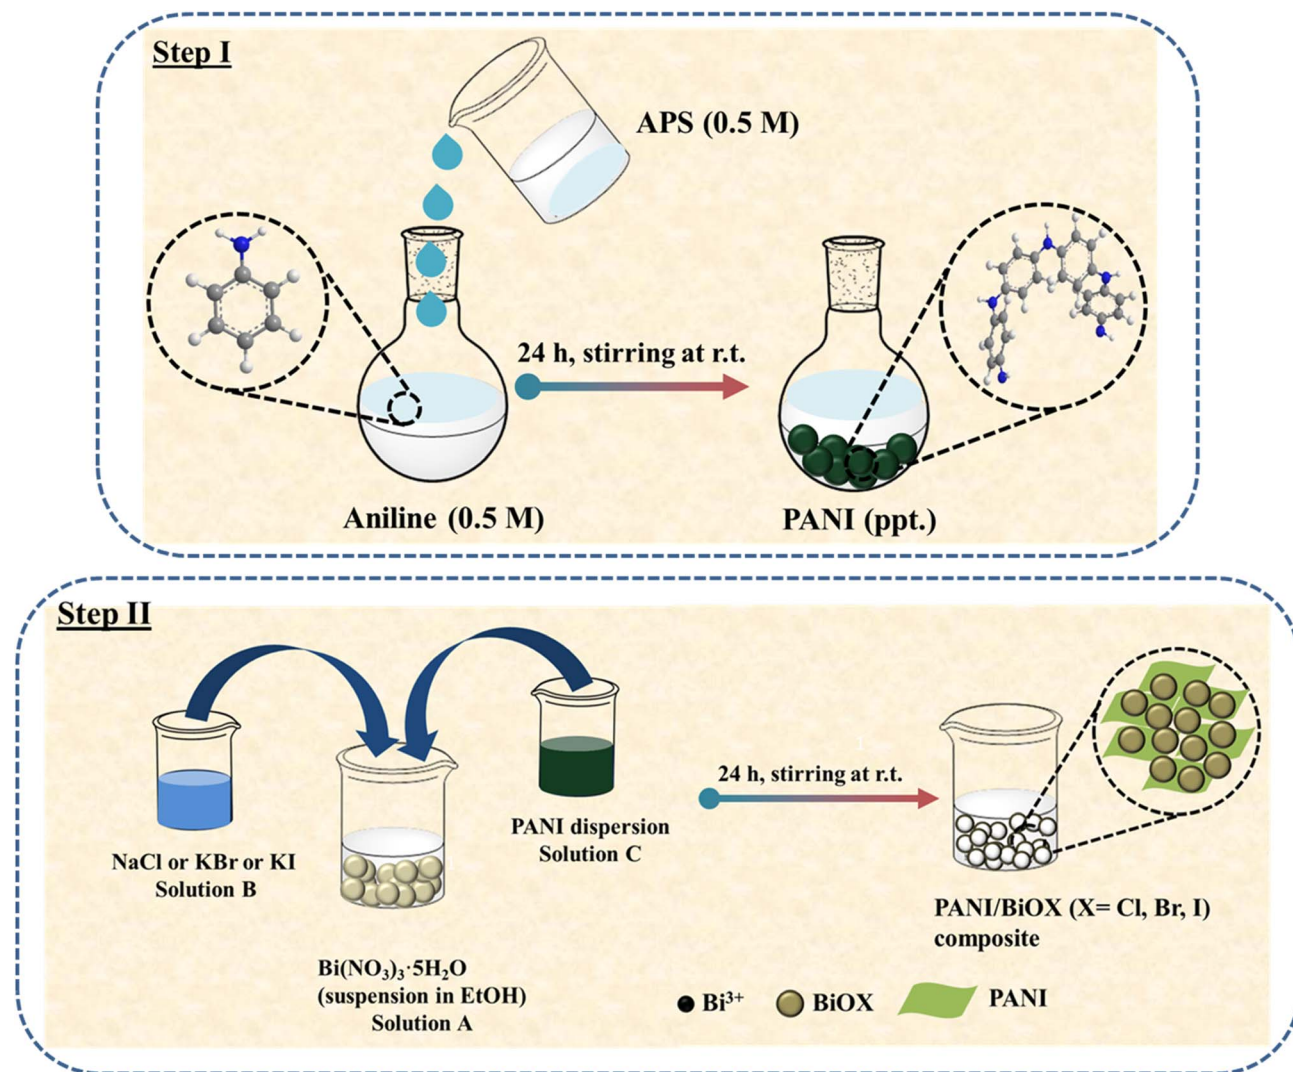 Step I
APS (0.5 M)
24 h, stirring at r.t.
Aniline (0.5 M)
PANI (ppt.)
Step II
1
24 h, stirring at r.t.
PANI dispersion
Solution C
NaCl or KBr or KI
Solution B
PANI/BiOX (X= Cl, Br, I)
composite
Bi(NO₃)₃·5H₂O
(suspension in EtOH)
Solution A
Bi³⁺
BiOX
PANI